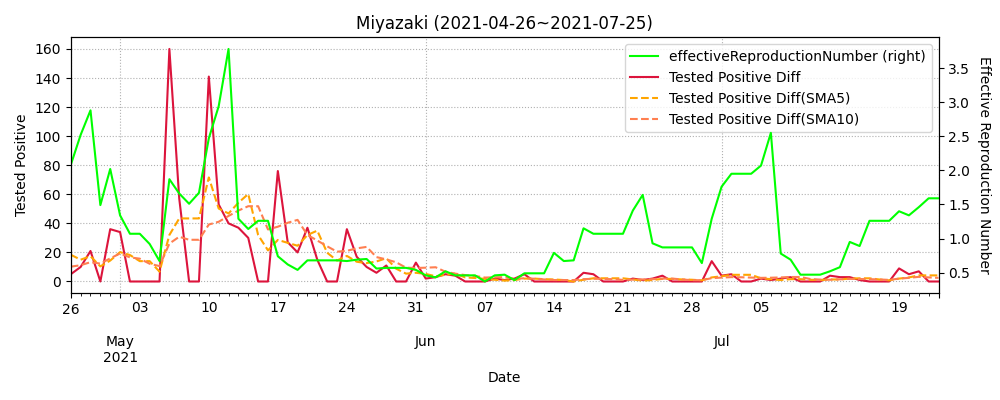 Miyazaki (2021-04-26~2021-07-25)
effectiveReproductionNumber (right)
Tested Positive Diff
Tested Positive Diff(SMA5)
Tested Positive Diff(SMA10)
Tested Positive
160
140
120
100
80
60
40
20
0
3.5
3.0
2.5
2.0
1.5
1.0
0.5
Effective Reproduction Number
26 03 10 17 24 31 07 14 21 28 05 12 19
May Jun Jul
2021
Date